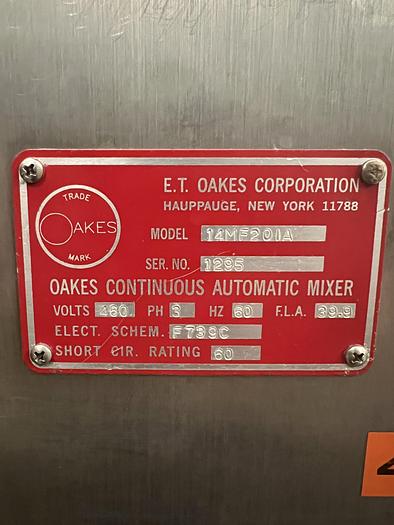 E.T. OAKES CORPORATION
HAUPPAUGE, NEW YORK 11788
TRADE
OAKES
MARK
MODEL 14MF20IA
SER. NO. 1295
OAKES CONTINUOUS AUTOMATIC MIXER
VOLTS 460 PH 3 HZ 60 F.L.A. 39.9
ELECT. SCHEM. F739C
SHORT CIR. RATING 60